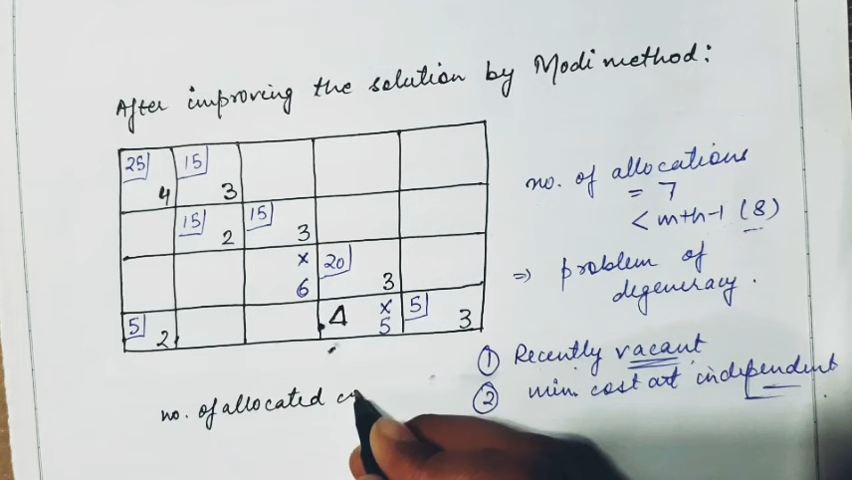 After improving the solution by Modi method:
25 15
4 3
15 15
2 3
x 20
6 3
5 Δ x 5
2 5 3
no. of allocations
= 7
< m+n-1 (8)
⇒ problem of
degeneracy.
① Recently vacant
② min. cost at independent
no. of allocated